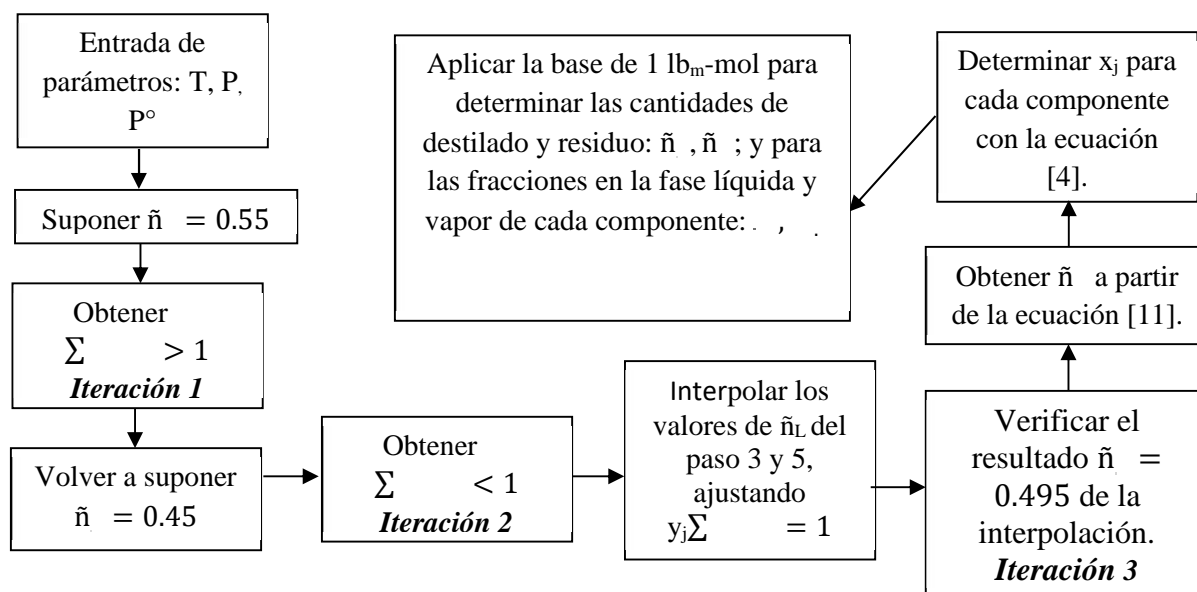 Entrada de
parámetros: T, P,
P°
Suponer ñ = 0.55
Obtener
∑ > 1
Iteración 1
Volver a suponer
ñ = 0.45
Obtener
∑ < 1
Iteración 2
Interpolar los
valores de ñL del
paso 3 y 5,
ajustando
yj∑ = 1
Verificar el
resultado ñ =
0.495 de la
interpolación.
Iteración 3
Obtener ñ a partir
de la ecuación [11].
Determinar xj para
cada componente
con la ecuación
[4].
Aplicar la base de 1 lbm-mol para
determinar las cantidades de
destilado y residuo: ñ , ñ ; y para
las fracciones en la fase líquida y
vapor de cada componente: . , .